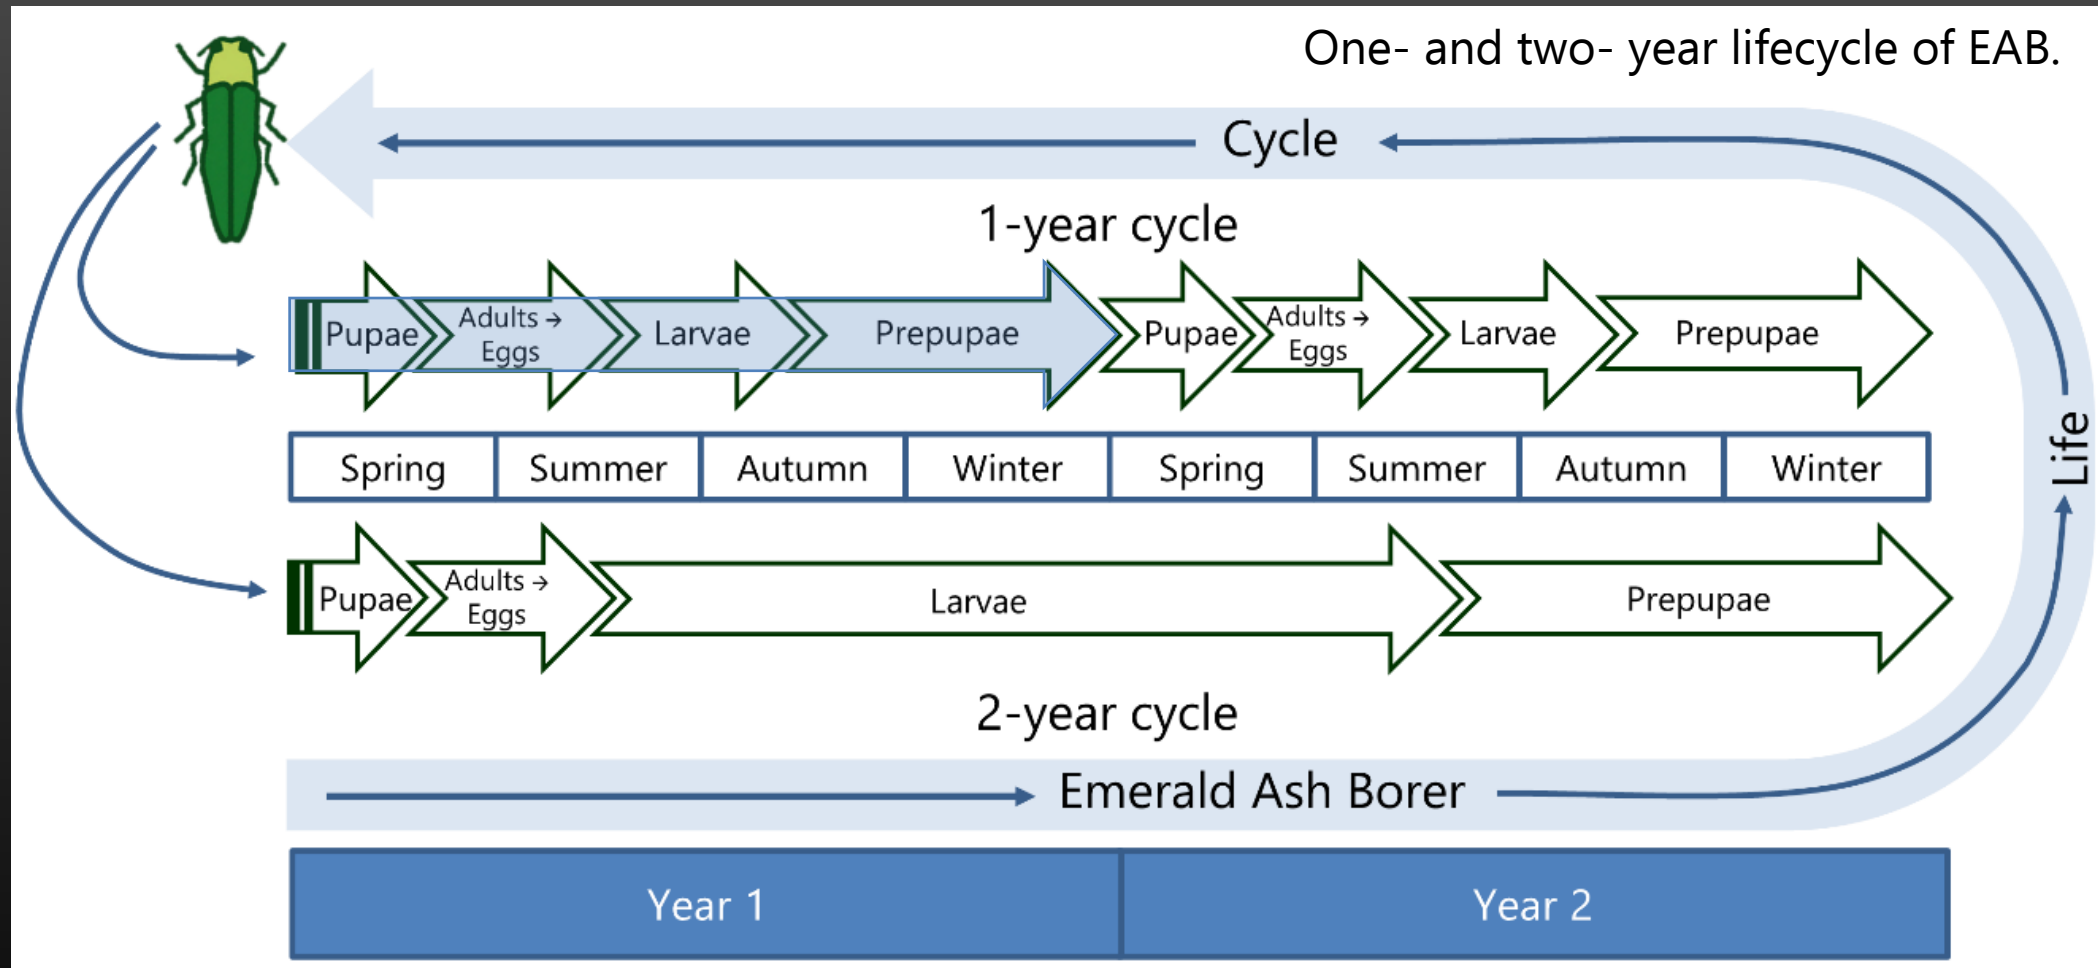 One- and two- year lifecycle of EAB.
Cycle
1-year cycle
Pupae
Adults →
Eggs
Larvae
Prepupae
Pupae
Adults →
Eggs
Larvae
Prepupae
Life
Spring
Summer
Autumn
Winter
Spring
Summer
Autumn
Winter
Pupae
Adults →
Eggs
Larvae
Prepupae
2-year cycle
Emerald Ash Borer
Year 1
Year 2